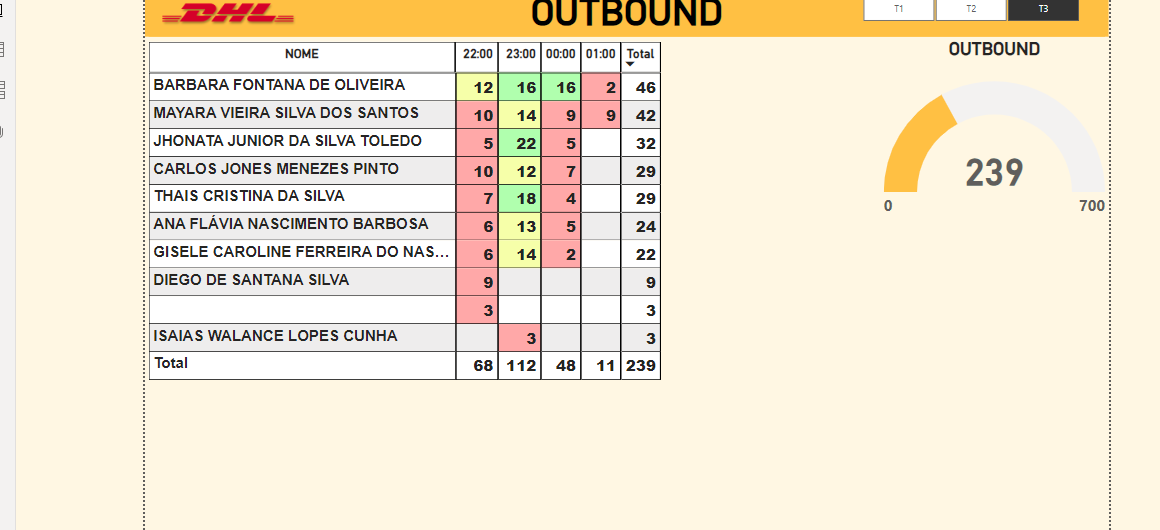 DHL
OUTBOUND
T1 T2 T3
NOME 22:00 23:00 00:00 01:00 Total
BARBARA FONTANA DE OLIVEIRA 12 16 16 2 46
MAYARA VIEIRA SILVA DOS SANTOS 10 14 9 9 42
JHONATA JUNIOR DA SILVA TOLEDO 5 22 5 32
CARLOS JONES MENEZES PINTO 10 12 7 29
THAIS CRISTINA DA SILVA 7 18 4 29
ANA FLÁVIA NASCIMENTO BARBOSA 6 13 5 24
GISELE CAROLINE FERREIRA DO NAS... 6 14 2 22
DIEGO DE SANTANA SILVA 9 9
3 3
ISAIAS WALANCE LOPES CUNHA 3 3
Total 68 112 48 11 239
OUTBOUND
239
0 700